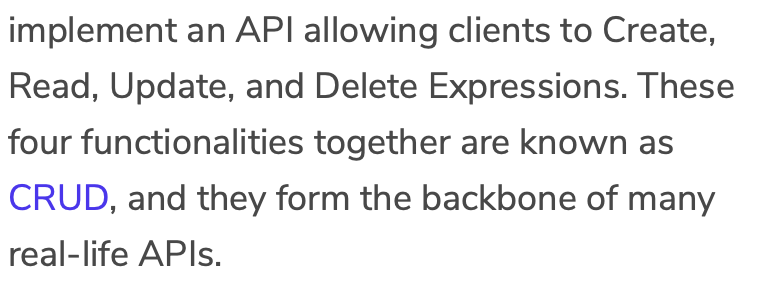 implement an API allowing clients to Create,
Read, Update, and Delete Expressions. These
four functionalities together are known as
CRUD, and they form the backbone of many
real-life APIs.